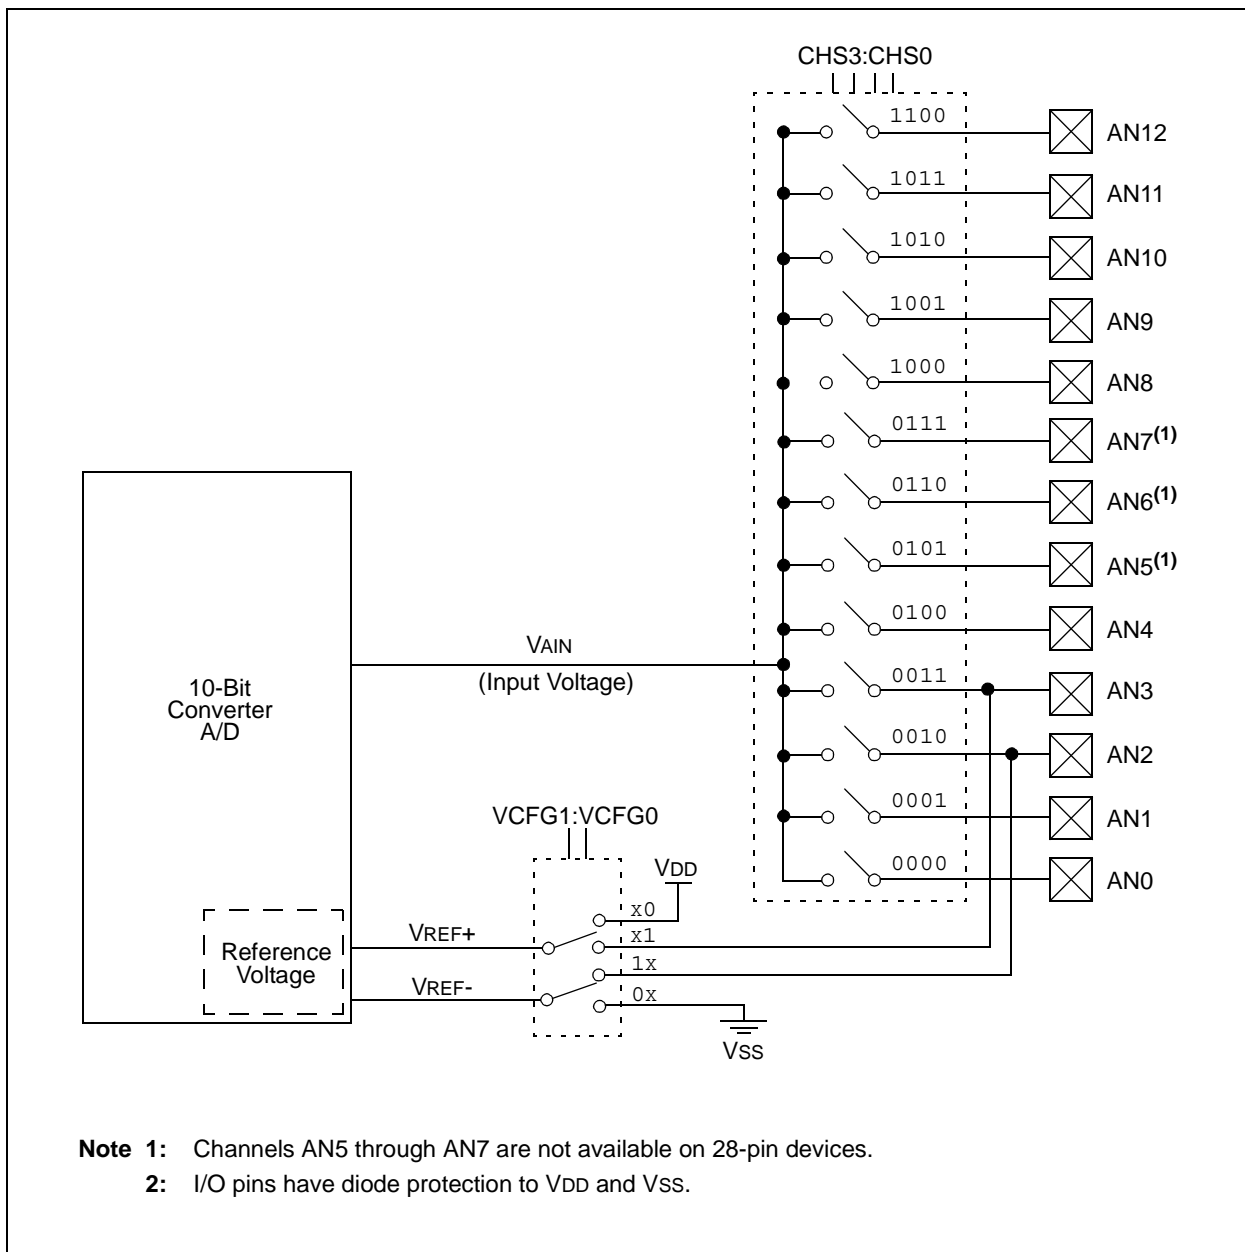 CHS3:CHS0
1100 AN12
1011 AN11
1010 AN10
1001 AN9
1000 AN8
0111 AN7(1)
0110 AN6(1)
0101 AN5(1)
0100 AN4
VAIN
(Input Voltage)
0011 AN3
10-Bit
Converter
A/D
0010 AN2
0001 AN1
VCFG1:VCFG0
0000 AN0
VDD
x0
VREF+ x1
Reference
Voltage
1x
VREF- 0x
VSS
Note 1: Channels AN5 through AN7 are not available on 28-pin devices.
2: I/O pins have diode protection to VDD and VSS.